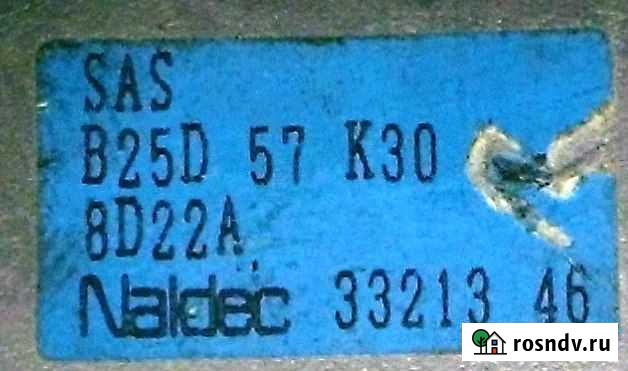 SAS
B25D 57 K30
8D22A
Naldec 33213 46
rosndv.ru